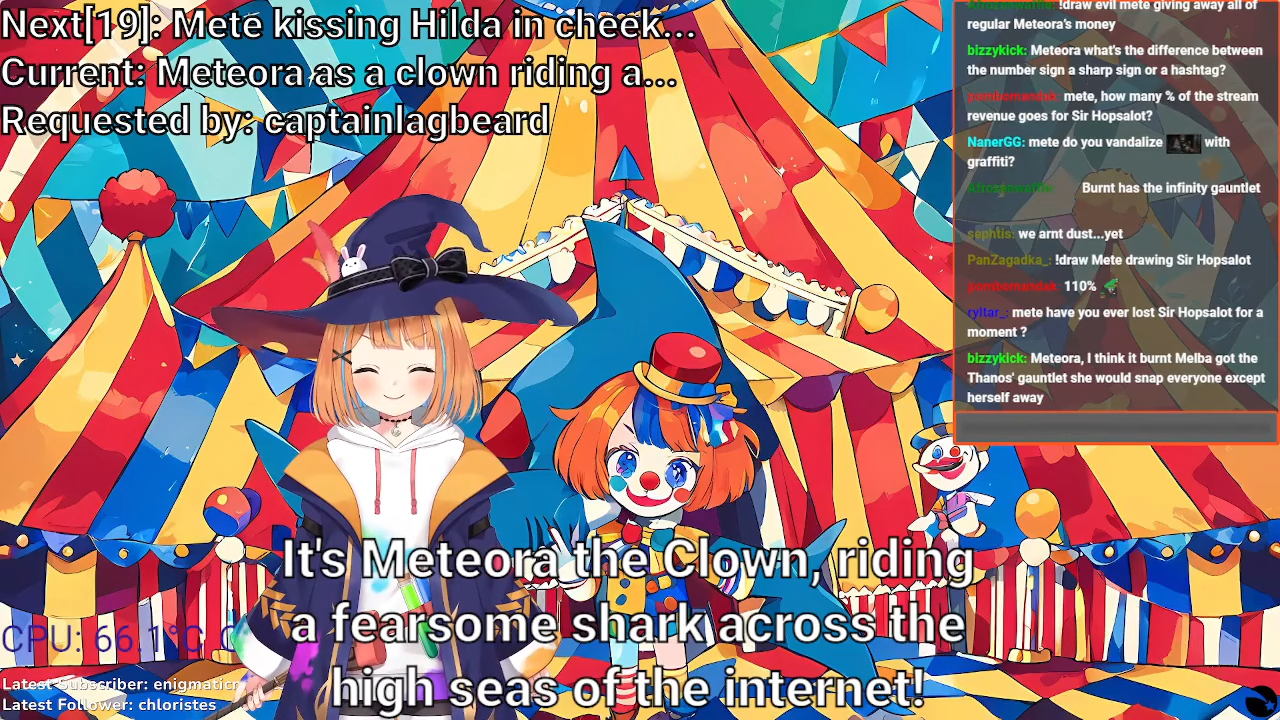 Next[19]: Mete kissing Hilda in cheek...
Current: Meteora as a clown riding a...
Requested by: captainlagbeard
!draw evil mete giving away all of
regular Meteora's money
bizzykick: Meteora what's the difference between
the number sign a sharp sign or a hashtag?
mete, how many % of the stream
revenue goes for Sir Hopsalot?
NanerGG: mete do you vandalize with
graffiti?
Burnt has the infinity gauntlet
sephtis: we arnt dust...yet
PanZagadka_: !draw Mete drawing Sir Hopsalot
110%
ryltar_: mete have you ever lost Sir Hopsalot for a
moment ?
bizzykick: Meteora, I think it burnt Melba got the
Thanos' gauntlet she would snap everyone except
herself away
It's Meteora the Clown, riding
a fearsome shark across the
high seas of the internet!
CPU: 66.1°C
Latest Subscriber: enigmaticr
Latest Follower: chloristes